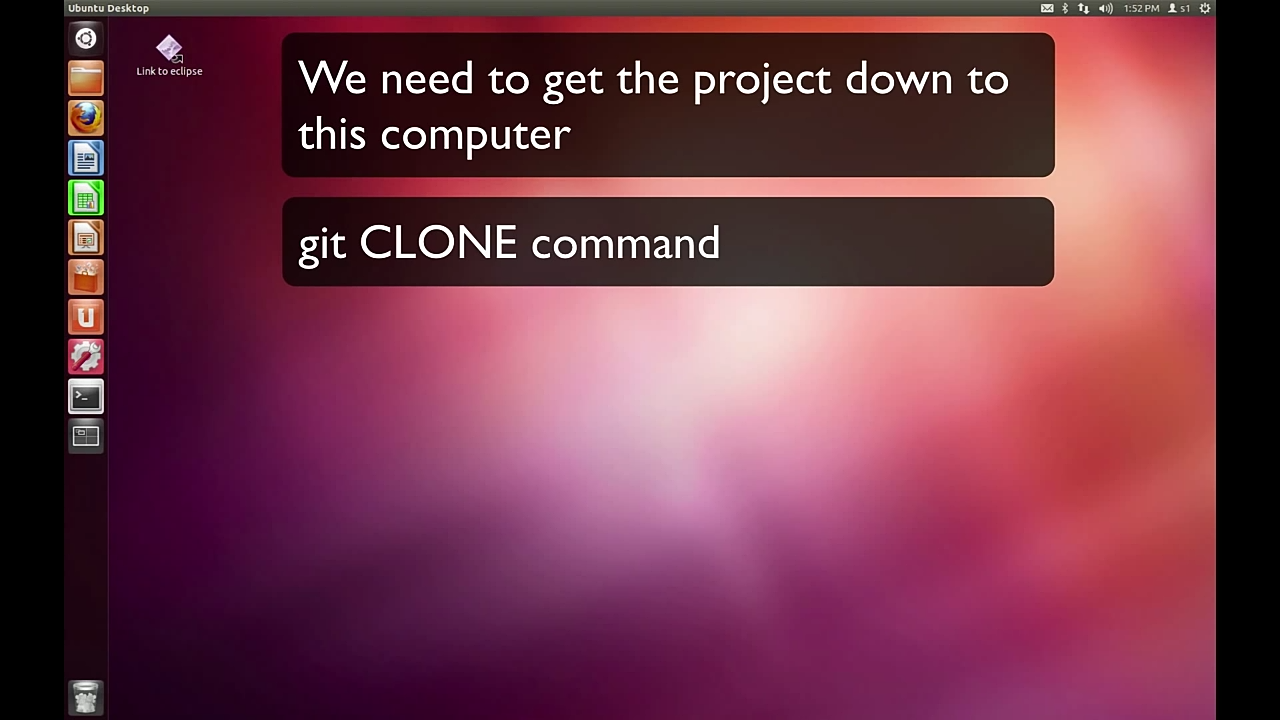 Ubuntu Desktop
1:52 PM
s1
Link to eclipse
We need to get the project down to
this computer
git CLONE command